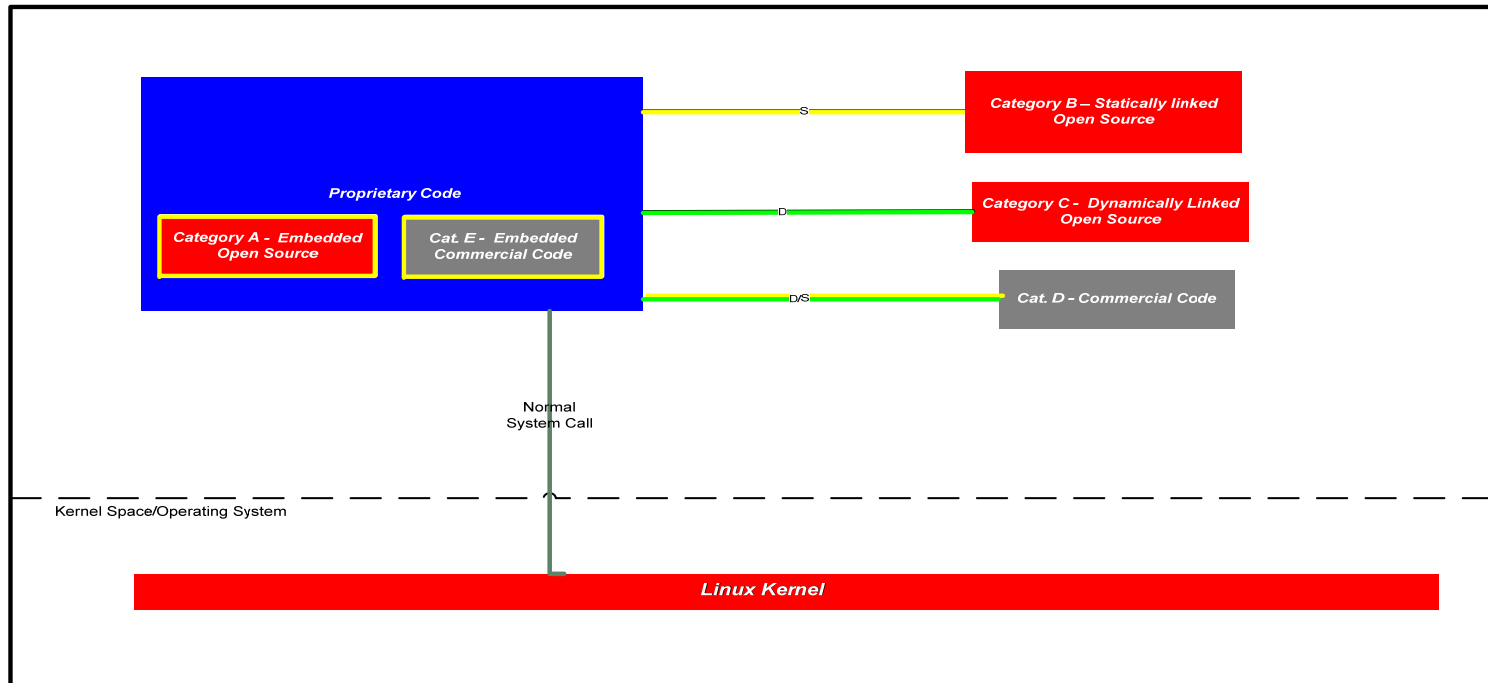 Category B – Statically linked
Open Source
S
Proprietary Code
Category C - Dynamically Linked
Open Source
D
Category A - Embedded
Open Source
Cat. E - Embedded
Commercial Code
D/S
Cat. D - Commercial Code
Normal
System Call
Kernel Space/Operating System
Linux Kernel